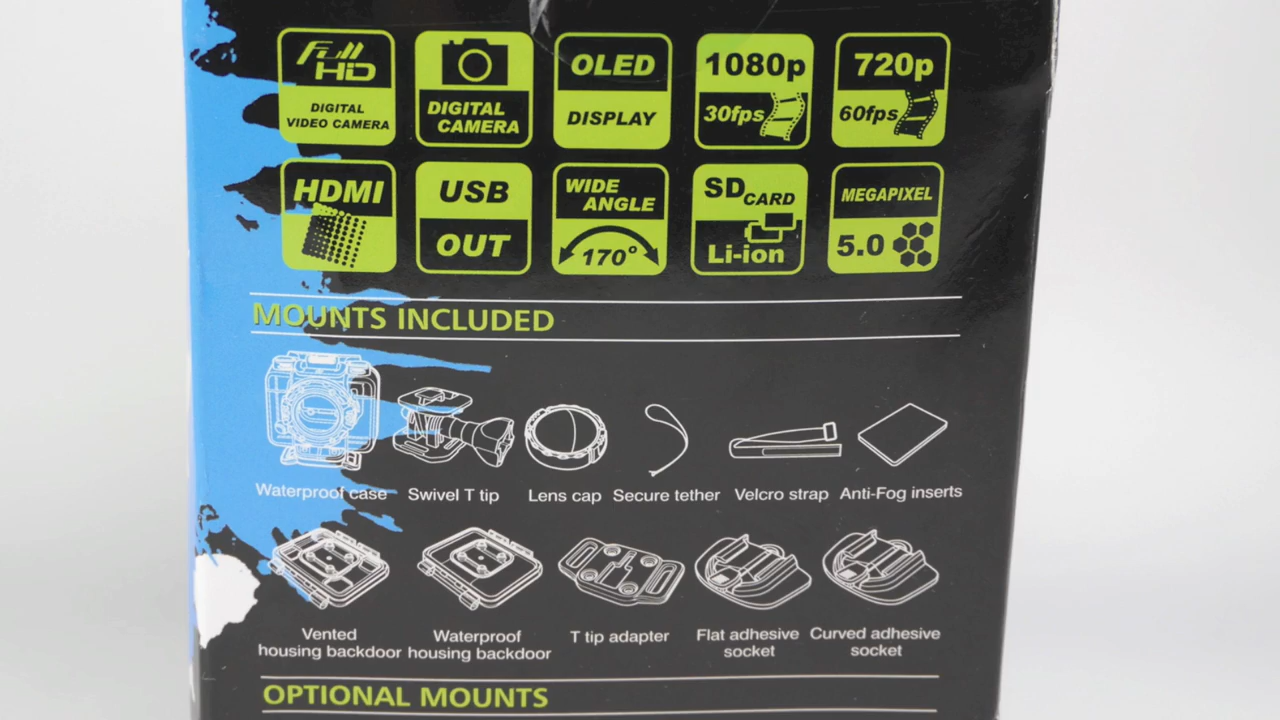 Full HD
DIGITAL
VIDEO CAMERA
DIGITAL
CAMERA
OLED
DISPLAY
1080p
30fps
720p
60fps
HDMI
USB
OUT
WIDE
ANGLE
170°
SD CARD
Li-ion
MEGAPIXEL
5.0
MOUNTS INCLUDED
Waterproof case
Swivel T tip
Lens cap
Secure tether
Velcro strap
Anti-Fog inserts
Vented
housing backdoor
Waterproof
housing backdoor
T tip adapter
Flat adhesive
socket
Curved adhesive
socket
OPTIONAL MOUNTS